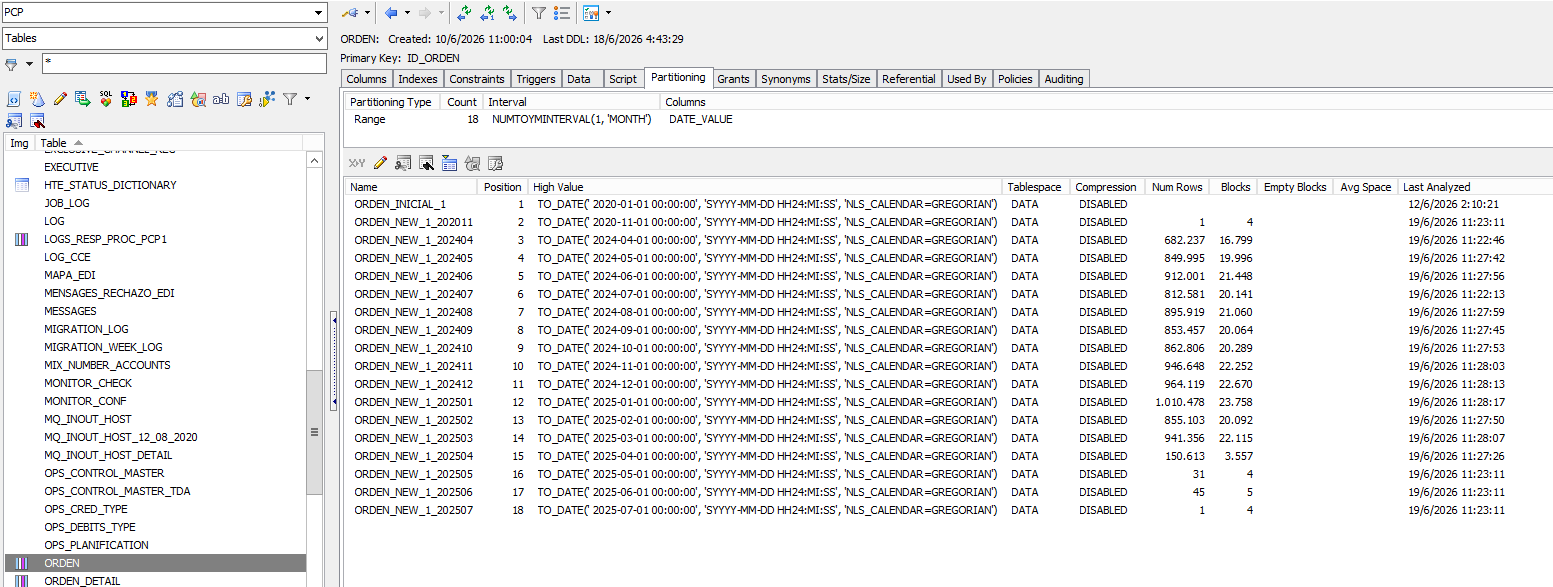 PCP
Tables
*
Img Table
EXCLUSIVE_CHANNEL_REG
EXECUTIVE
HTE_STATUS_DICTIONARY
JOB_LOG
LOG
LOGS_RESP_PROC_PCP1
LOG_CCE
MAPA_EDI
MENSAGES_RECHAZO_EDI
MESSAGES
MIGRATION_LOG
MIGRATION_WEEK_LOG
MIX_NUMBER_ACCOUNTS
MONITOR_CHECK
MONITOR_CONF
MQ_INOUT_HOST
MQ_INOUT_HOST_12_08_2020
MQ_INOUT_HOST_DETAIL
OPS_CONTROL_MASTER
OPS_CONTROL_MASTER_TDA
OPS_CRED_TYPE
OPS_DEBITS_TYPE
OPS_PLANIFICATION
ORDEN
ORDEN_DETAIL
ORDEN: Created: 10/6/2026 11:00:04 Last DDL: 18/6/2026 4:43:29
Primary Key: ID_ORDEN
Columns Indexes Constraints Triggers Data Script Partitioning Grants Synonyms Stats/Size Referential Used By Policies Auditing
Partitioning Type Count Interval Columns
Range 18 NUMTOYMINTERVAL(1, 'MONTH') DATE_VALUE
Name Position High Value Tablespace Compression Num Rows Blocks Empty Blocks Avg Space Last Analyzed
ORDEN_INICIAL_1 1 TO_DATE(' 2020-01-01 00:00:00', 'SYYYY-MM-DD HH24:MI:SS', 'NLS_CALENDAR=GREGORIAN') DATA DISABLED 12/6/2026 2:10:21
ORDEN_NEW_1_202011 2 TO_DATE(' 2020-11-01 00:00:00', 'SYYYY-MM-DD HH24:MI:SS', 'NLS_CALENDAR=GREGORIAN') DATA DISABLED 1 4 19/6/2026 11:23:11
ORDEN_NEW_1_202404 3 TO_DATE(' 2024-04-01 00:00:00', 'SYYYY-MM-DD HH24:MI:SS', 'NLS_CALENDAR=GREGORIAN') DATA DISABLED 682.237 16.799 19/6/2026 11:22:46
ORDEN_NEW_1_202405 4 TO_DATE(' 2024-05-01 00:00:00', 'SYYYY-MM-DD HH24:MI:SS', 'NLS_CALENDAR=GREGORIAN') DATA DISABLED 849.995 19.996 19/6/2026 11:27:42
ORDEN_NEW_1_202406 5 TO_DATE(' 2024-06-01 00:00:00', 'SYYYY-MM-DD HH24:MI:SS', 'NLS_CALENDAR=GREGORIAN') DATA DISABLED 912.001 21.448 19/6/2026 11:27:56
ORDEN_NEW_1_202407 6 TO_DATE(' 2024-07-01 00:00:00', 'SYYYY-MM-DD HH24:MI:SS', 'NLS_CALENDAR=GREGORIAN') DATA DISABLED 812.581 20.141 19/6/2026 11:22:13
ORDEN_NEW_1_202408 7 TO_DATE(' 2024-08-01 00:00:00', 'SYYYY-MM-DD HH24:MI:SS', 'NLS_CALENDAR=GREGORIAN') DATA DISABLED 895.919 21.060 19/6/2026 11:27:59
ORDEN_NEW_1_202409 8 TO_DATE(' 2024-09-01 00:00:00', 'SYYYY-MM-DD HH24:MI:SS', 'NLS_CALENDAR=GREGORIAN') DATA DISABLED 853.457 20.064 19/6/2026 11:27:45
ORDEN_NEW_1_202410 9 TO_DATE(' 2024-10-01 00:00:00', 'SYYYY-MM-DD HH24:MI:SS', 'NLS_CALENDAR=GREGORIAN') DATA DISABLED 862.806 20.289 19/6/2026 11:27:53
ORDEN_NEW_1_202411 10 TO_DATE(' 2024-11-01 00:00:00', 'SYYYY-MM-DD HH24:MI:SS', 'NLS_CALENDAR=GREGORIAN') DATA DISABLED 946.648 22.252 19/6/2026 11:28:03
ORDEN_NEW_1_202412 11 TO_DATE(' 2024-12-01 00:00:00', 'SYYYY-MM-DD HH24:MI:SS', 'NLS_CALENDAR=GREGORIAN') DATA DISABLED 964.119 22.670 19/6/2026 11:28:13
ORDEN_NEW_1_202501 12 TO_DATE(' 2025-01-01 00:00:00', 'SYYYY-MM-DD HH24:MI:SS', 'NLS_CALENDAR=GREGORIAN') DATA DISABLED 1.010.478 23.758 19/6/2026 11:28:17
ORDEN_NEW_1_202502 13 TO_DATE(' 2025-02-01 00:00:00', 'SYYYY-MM-DD HH24:MI:SS', 'NLS_CALENDAR=GREGORIAN') DATA DISABLED 855.103 20.092 19/6/2026 11:27:50
ORDEN_NEW_1_202503 14 TO_DATE(' 2025-03-01 00:00:00', 'SYYYY-MM-DD HH24:MI:SS', 'NLS_CALENDAR=GREGORIAN') DATA DISABLED 941.356 22.115 19/6/2026 11:28:07
ORDEN_NEW_1_202504 15 TO_DATE(' 2025-04-01 00:00:00', 'SYYYY-MM-DD HH24:MI:SS', 'NLS_CALENDAR=GREGORIAN') DATA DISABLED 150.613 3.557 19/6/2026 11:27:26
ORDEN_NEW_1_202505 16 TO_DATE(' 2025-05-01 00:00:00', 'SYYYY-MM-DD HH24:MI:SS', 'NLS_CALENDAR=GREGORIAN') DATA DISABLED 31 4 19/6/2026 11:23:11
ORDEN_NEW_1_202506 17 TO_DATE(' 2025-06-01 00:00:00', 'SYYYY-MM-DD HH24:MI:SS', 'NLS_CALENDAR=GREGORIAN') DATA DISABLED 45 5 19/6/2026 11:23:11
ORDEN_NEW_1_202507 18 TO_DATE(' 2025-07-01 00:00:00', 'SYYYY-MM-DD HH24:MI:SS', 'NLS_CALENDAR=GREGORIAN') DATA DISABLED 1 4 19/6/2026 11:23:11